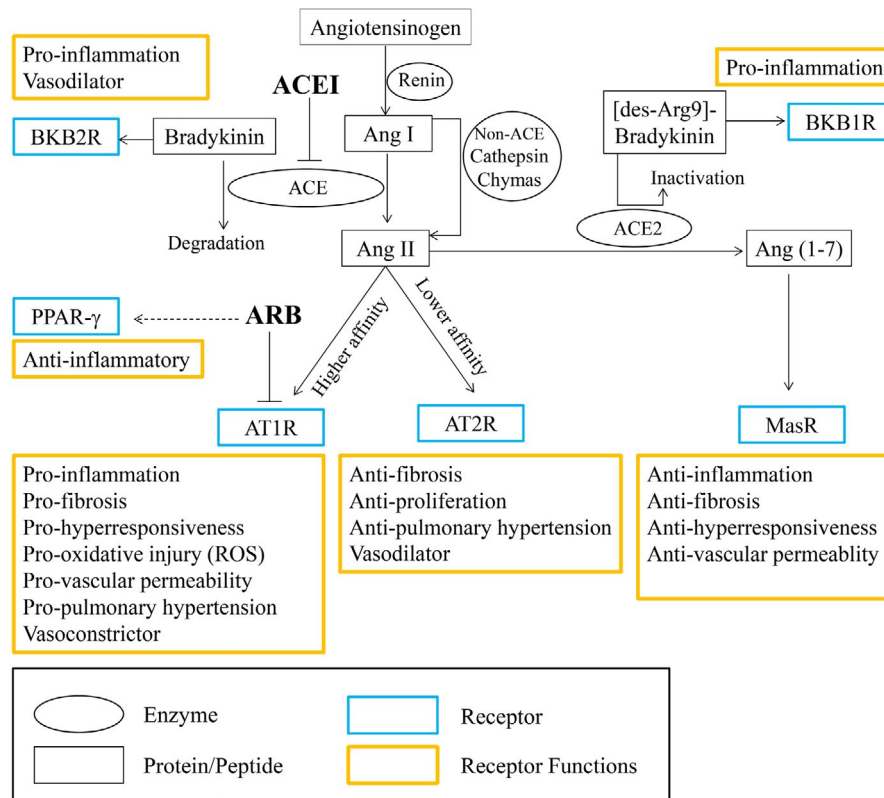 Angiotensinogen
Pro-inflammation
Vasodilator
ACEI
Renin
Pro-inflammation
BKB2R
Bradykinin
Ang I
Non-ACE
Cathepsin
Chymas
[des-Arg9]-
Bradykinin
BKB1R
ACE
Inactivation
Degradation
Ang II
ACE2
Ang (1-7)
PPAR-γ
ARB
Anti-inflammatory
Higher affinity
Lower affinity
AT1R
AT2R
MasR
Pro-inflammation
Pro-fibrosis
Pro-hyperresponsiveness
Pro-oxidative injury (ROS)
Pro-vascular permeability
Pro-pulmonary hypertension
Vasoconstrictor
Anti-fibrosis
Anti-proliferation
Anti-pulmonary hypertension
Vasodilator
Anti-inflammation
Anti-fibrosis
Anti-hyperresponsiveness
Anti-vascular permeablity
Enzyme
Receptor
Protein/Peptide
Receptor Functions